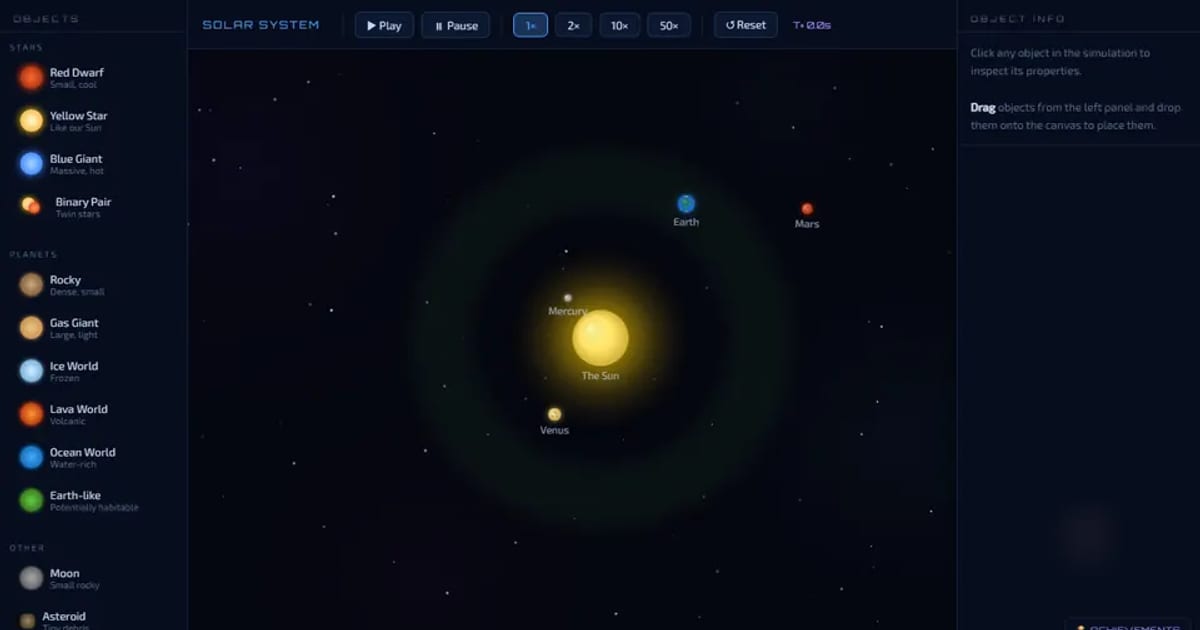 OBJECTS
STARS
Red Dwarf
Small, cool
Yellow Star
Like our Sun
Blue Giant
Massive, hot
Binary Pair
Twin stars
PLANETS
Rocky
Dense, small
Gas Giant
Large, light
Ice World
Frozen
Lava World
Volcanic
Ocean World
Water-rich
Earth-like
Potentially habitable
OTHER
Moon
Small rocky
Asteroid
Tiny debris
SOLAR SYSTEM
▶ Play
⏸ Pause
1×
2×
10×
50×
↺ Reset
T+0.0s
Earth
Mars
Mercury
The Sun
Venus
OBJECT INFO
Click any object in the simulation to
inspect its properties.
Drag objects from the left panel and drop
them onto the canvas to place them.
ACHIEVEMENTS